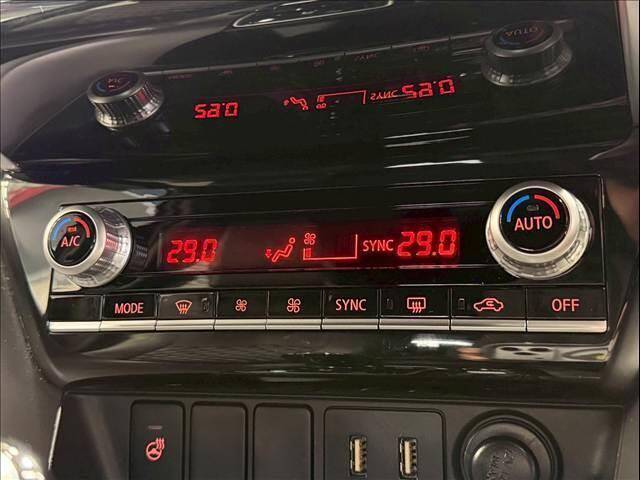 29.0 SYNC 29.0
A/C AUTO
MODE SYNC OFF